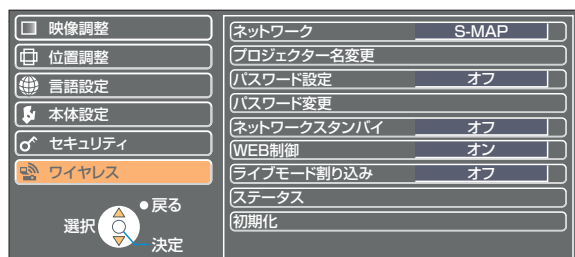 映像調整
位置調整
言語設定
本体設定
セキュリティ
ワイヤレス
戻る
選択
決定
ネットワーク S-MAP
プロジェクター名変更
パスワード設定 オフ
パスワード変更
ネットワークスタンバイ オフ
WEB制御 オン
ライブモード割り込み オフ
ステータス
初期化